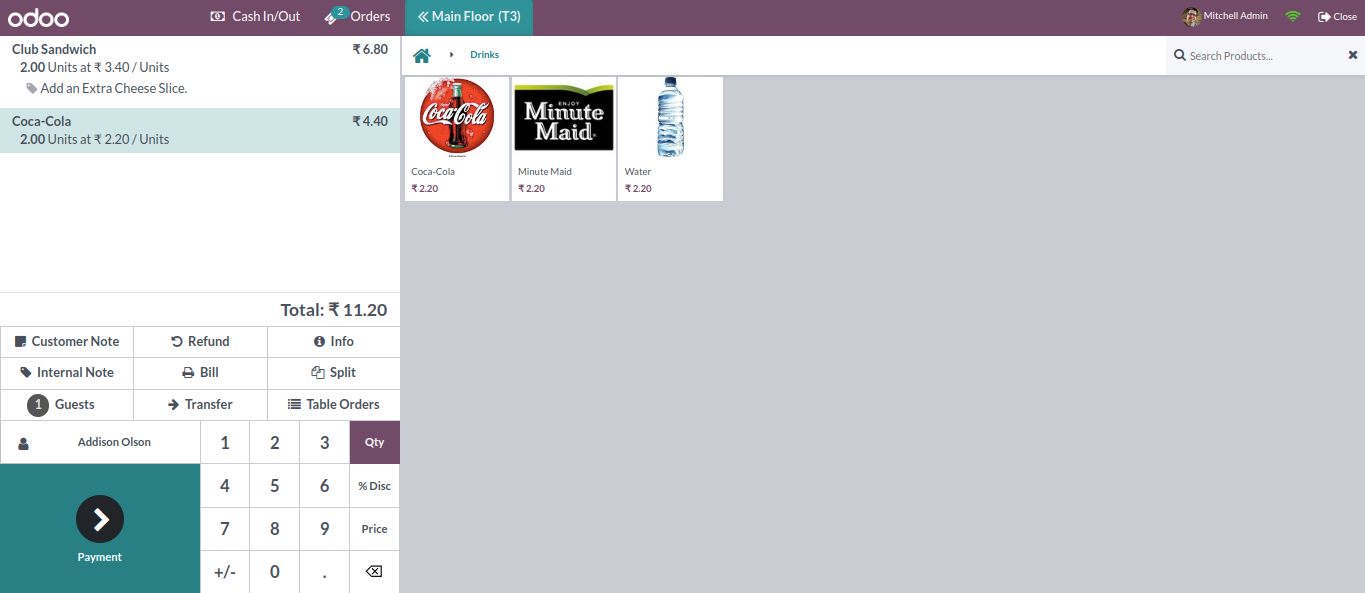 odoo
Cash In/Out
2
Orders
Main Floor (T3)
Mitchell Admin
Close
Club Sandwich ₹ 6.80
2.00 Units at ₹ 3.40 / Units
Add an Extra Cheese Slice.
Coca-Cola ₹ 4.40
2.00 Units at ₹ 2.20 / Units
Total: ₹ 11.20
Customer Note
Refund
Info
Internal Note
Bill
Split
1 Guests
Transfer
Table Orders
Addison Olson
1 2 3 Qty
4 5 6 % Disc
7 8 9 Price
+/- 0 .
Payment
Drinks
Search Products...
Coca-Cola
ENJOY
Minute
Maid
Coca-Cola
₹ 2.20
Minute Maid
₹ 2.20
Water
₹ 2.20